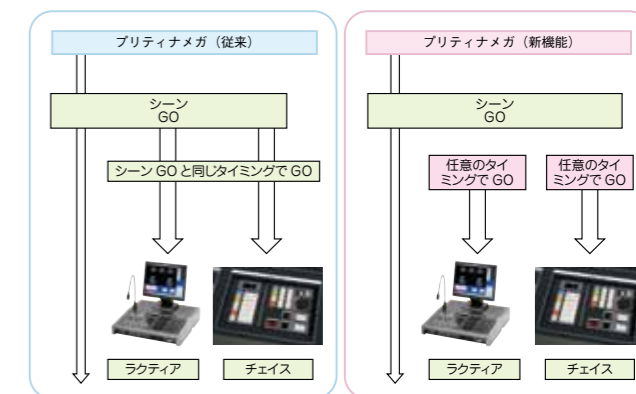 プリティナメガ（従来）
シーン
GO
シーン GO と同じタイミングで GO
ラクティア
チェイス
プリティナメガ（新機能）
シーン
GO
任意のタイ
ミングで GO
任意のタイ
ミングで GO
ラクティア
チェイス